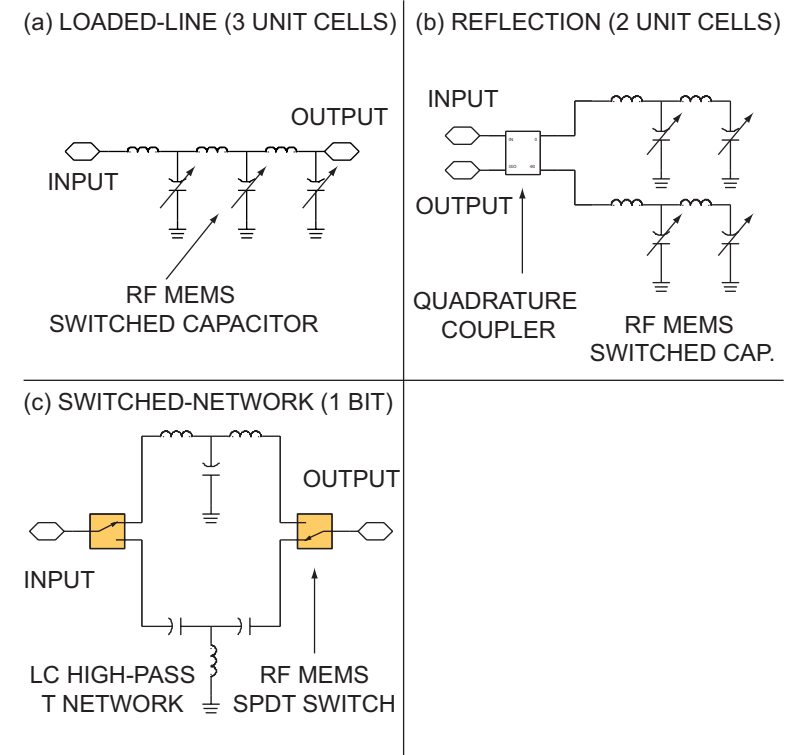 (a) LOADED-LINE (3 UNIT CELLS)
INPUT
OUTPUT
RF MEMS
SWITCHED CAPACITOR
(b) REFLECTION (2 UNIT CELLS)
INPUT
OUTPUT
IN
QUADRATURE
COUPLER
RF MEMS
SWITCHED CAP.
(c) SWITCHED-NETWORK (1 BIT)
INPUT
OUTPUT
LC HIGH-PASS
T NETWORK
RF MEMS
SPDT SWITCH